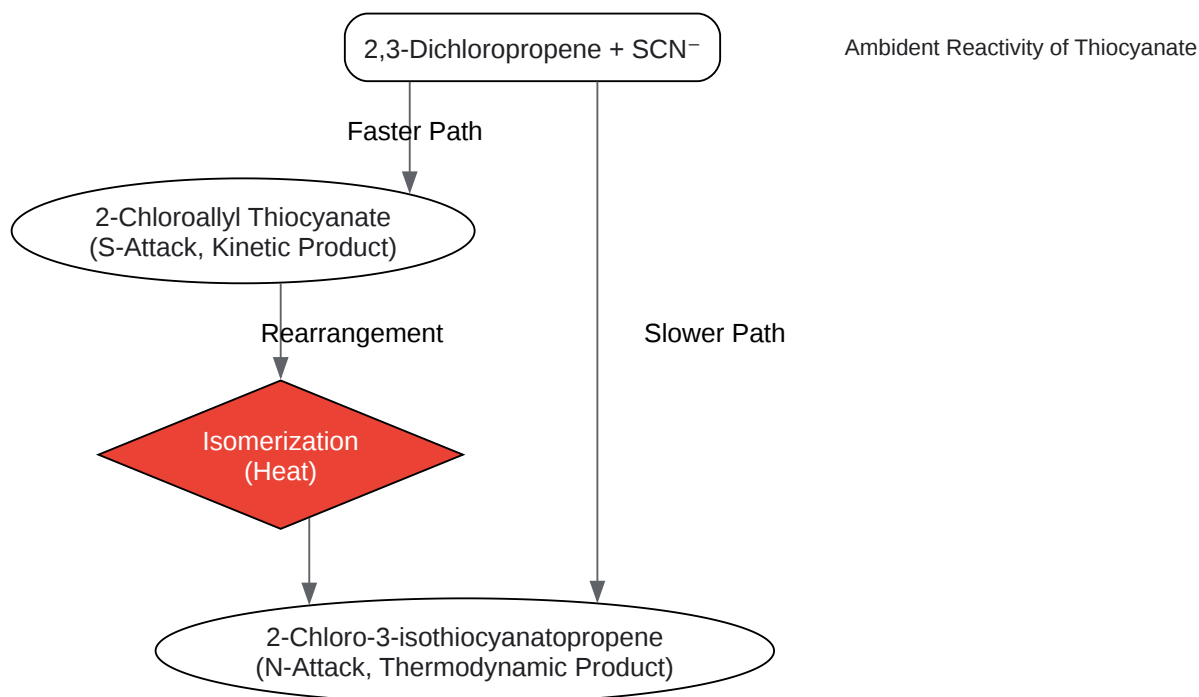 2,3-Dichloropropene + SCN⁻
Ambident Reactivity of Thiocyanate
Faster Path
2-Chloroallyl Thiocyanate
(S-Attack, Kinetic Product)
Rearrangement
Slower Path
Isomerization
(Heat)
2-Chloro-3-isothiocyanatopropene
(N-Attack, Thermodynamic Product)